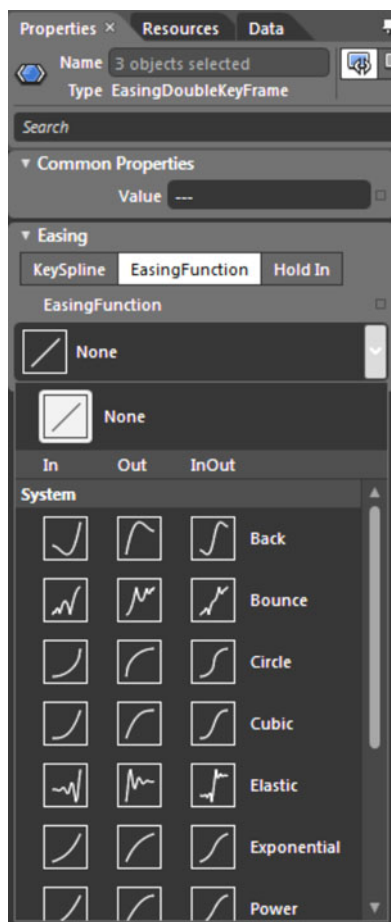 Properties × Resources Data
Name 3 objects selected
Type EasingDoubleKeyFrame
Search
Common Properties
Value ---
Easing
KeySpline EasingFunction Hold In
EasingFunction
None
None
In Out InOut
System
Back
Bounce
Circle
Cubic
Elastic
Exponential
Power